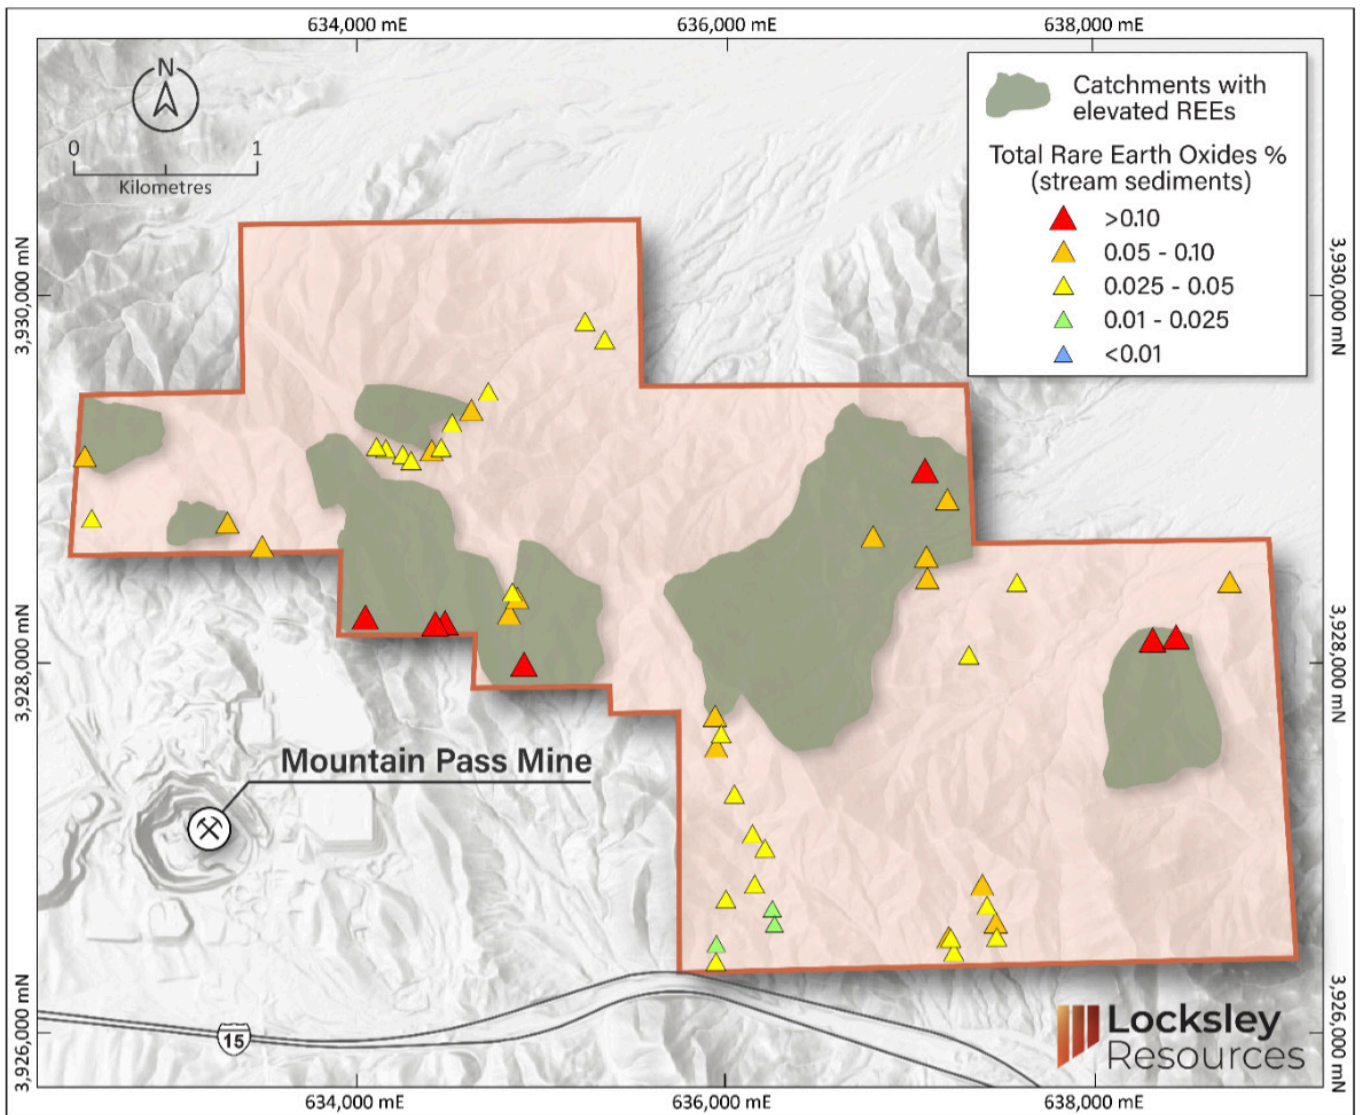 634,000 mE
636,000 mE
638,000 mE
N
0 1
Kilometres
Catchments with
elevated REEs
Total Rare Earth Oxides %
(stream sediments)
>0.10
0.05 - 0.10
0.025 - 0.05
0.01 - 0.025
<0.01
3,930,000 mN
3,930,000 mN
3,928,000 mN
3,928,000 mN
Mountain Pass Mine
3,926,000 mN
3,926,000 mN
15
Locksley
Resources
634,000 mE
636,000 mE
638,000 mE